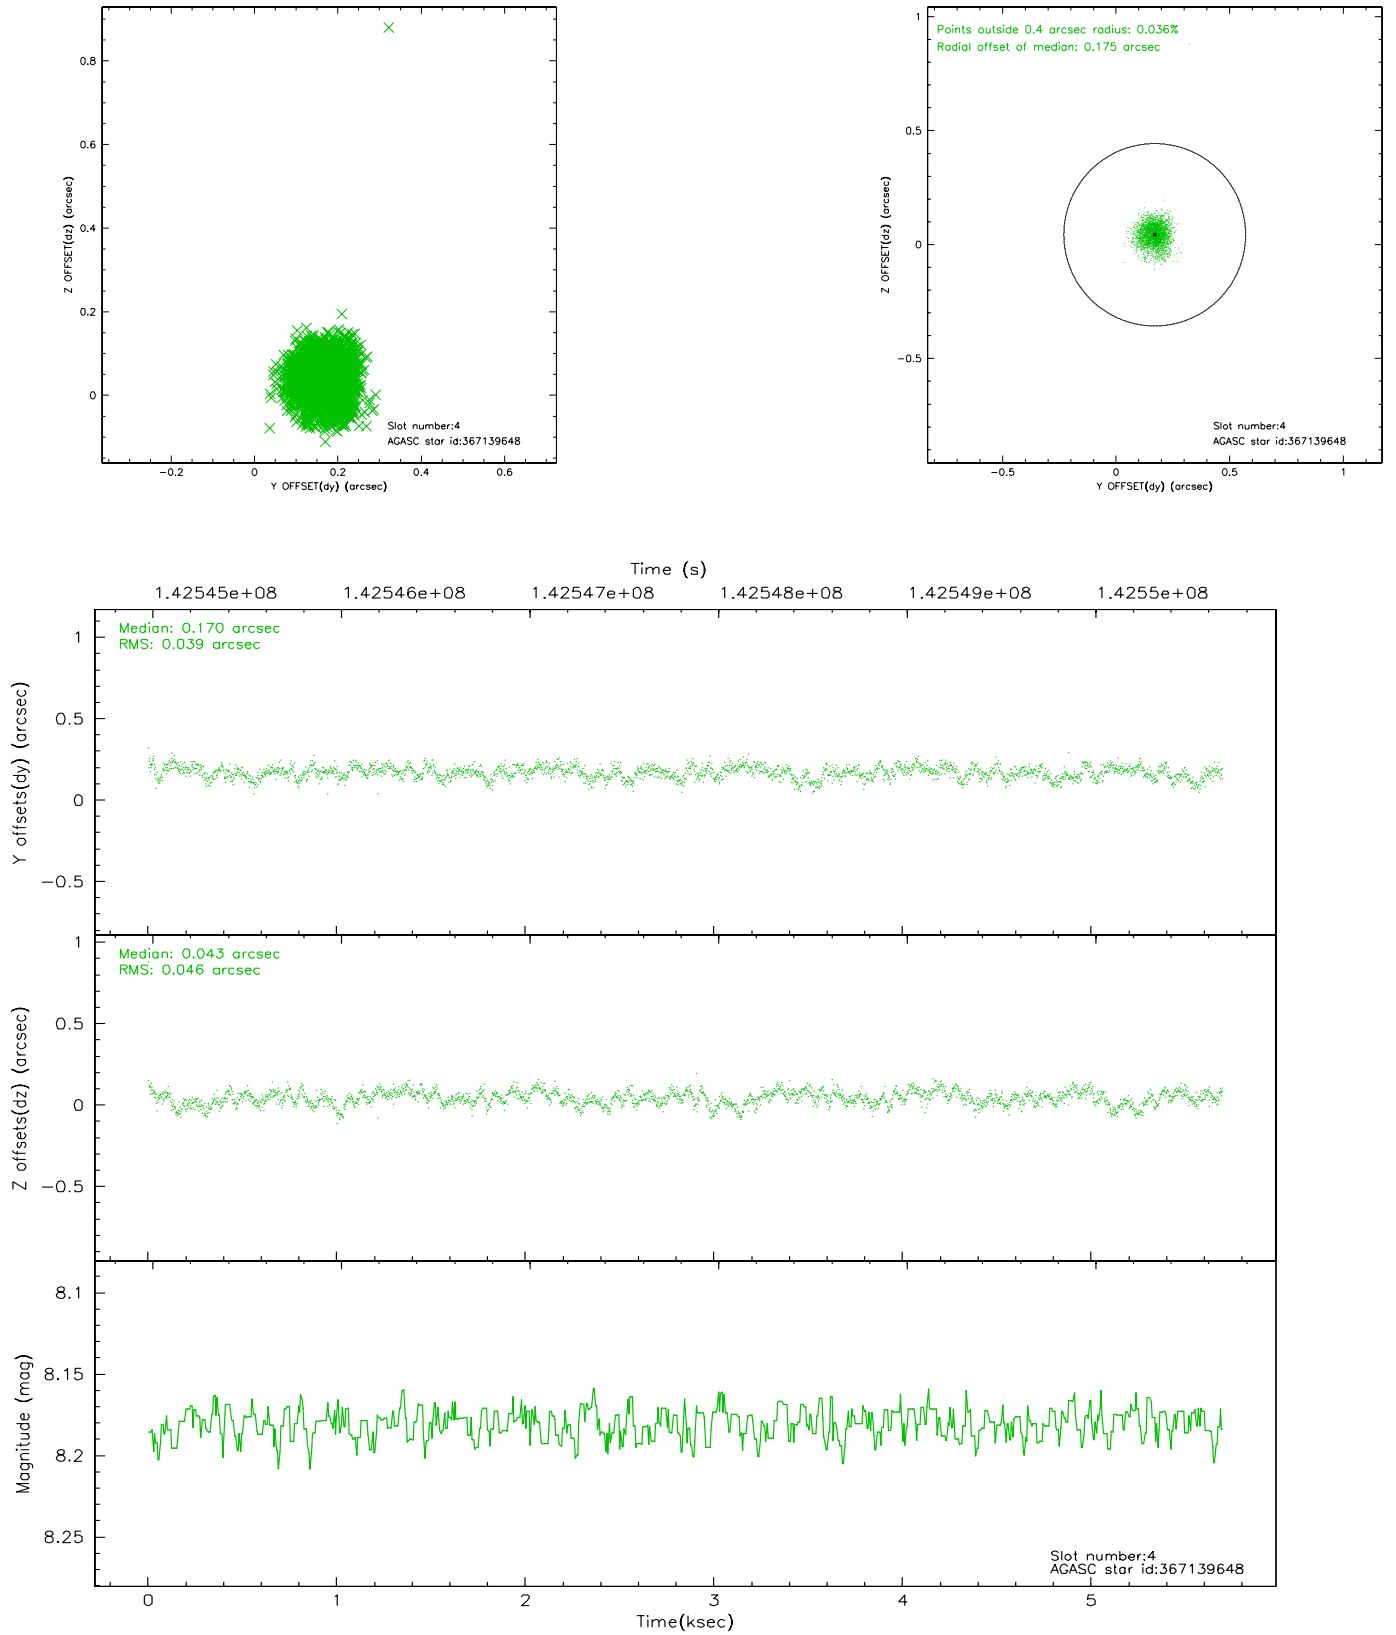 0.8
0.6
0.4
0.2
0
Z OFFSET(dz) (arcsec)
Slot number:4
AGASC star id:367139648
-0.2 0 0.2 0.4 0.6
Y OFFSET(dy) (arcsec)
Points outside 0.4 arcsec radius: 0.036%
Radial offset of median: 0.175 arcsec
1
0.5
0
-0.5
Z OFFSET(dz) (arcsec)
Slot number:4
AGASC star id:367139648
-0.5 0 0.5 1
Y OFFSET(dy) (arcsec)
Time (s)
1.42545e+08 1.42546e+08 1.42547e+08 1.42548e+08 1.42549e+08 1.4255e+08
Median: 0.170 arcsec
RMS: 0.039 arcsec
1
0.5
0
-0.5
Y offsets(dy) (arcsec)
Median: 0.043 arcsec
RMS: 0.046 arcsec
1
0.5
0
-0.5
Z offsets(dz) (arcsec)
8.1
8.15
8.2
8.25
Magnitude (mag)
Slot number:4
AGASC star id:367139648
0 1 2 3 4 5
Time(ksec)